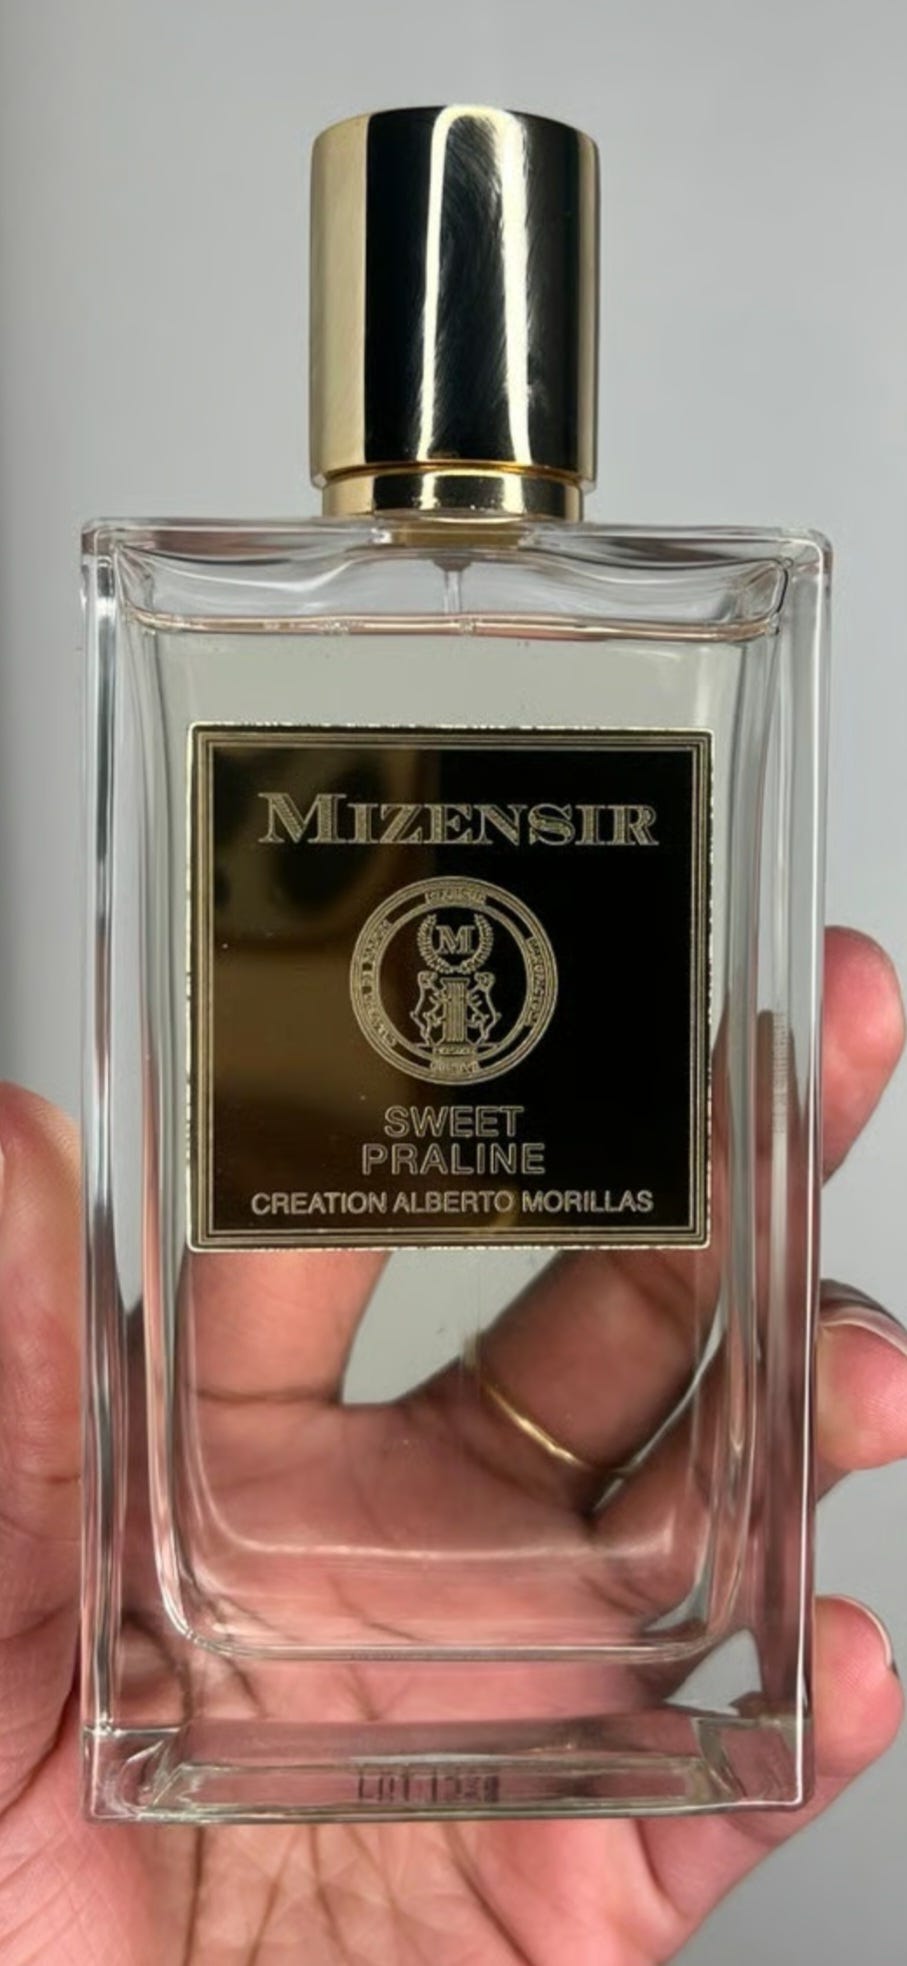 MIZENSIR
M
SWEET
PRALINE
CREATION ALBERTO MORILLAS